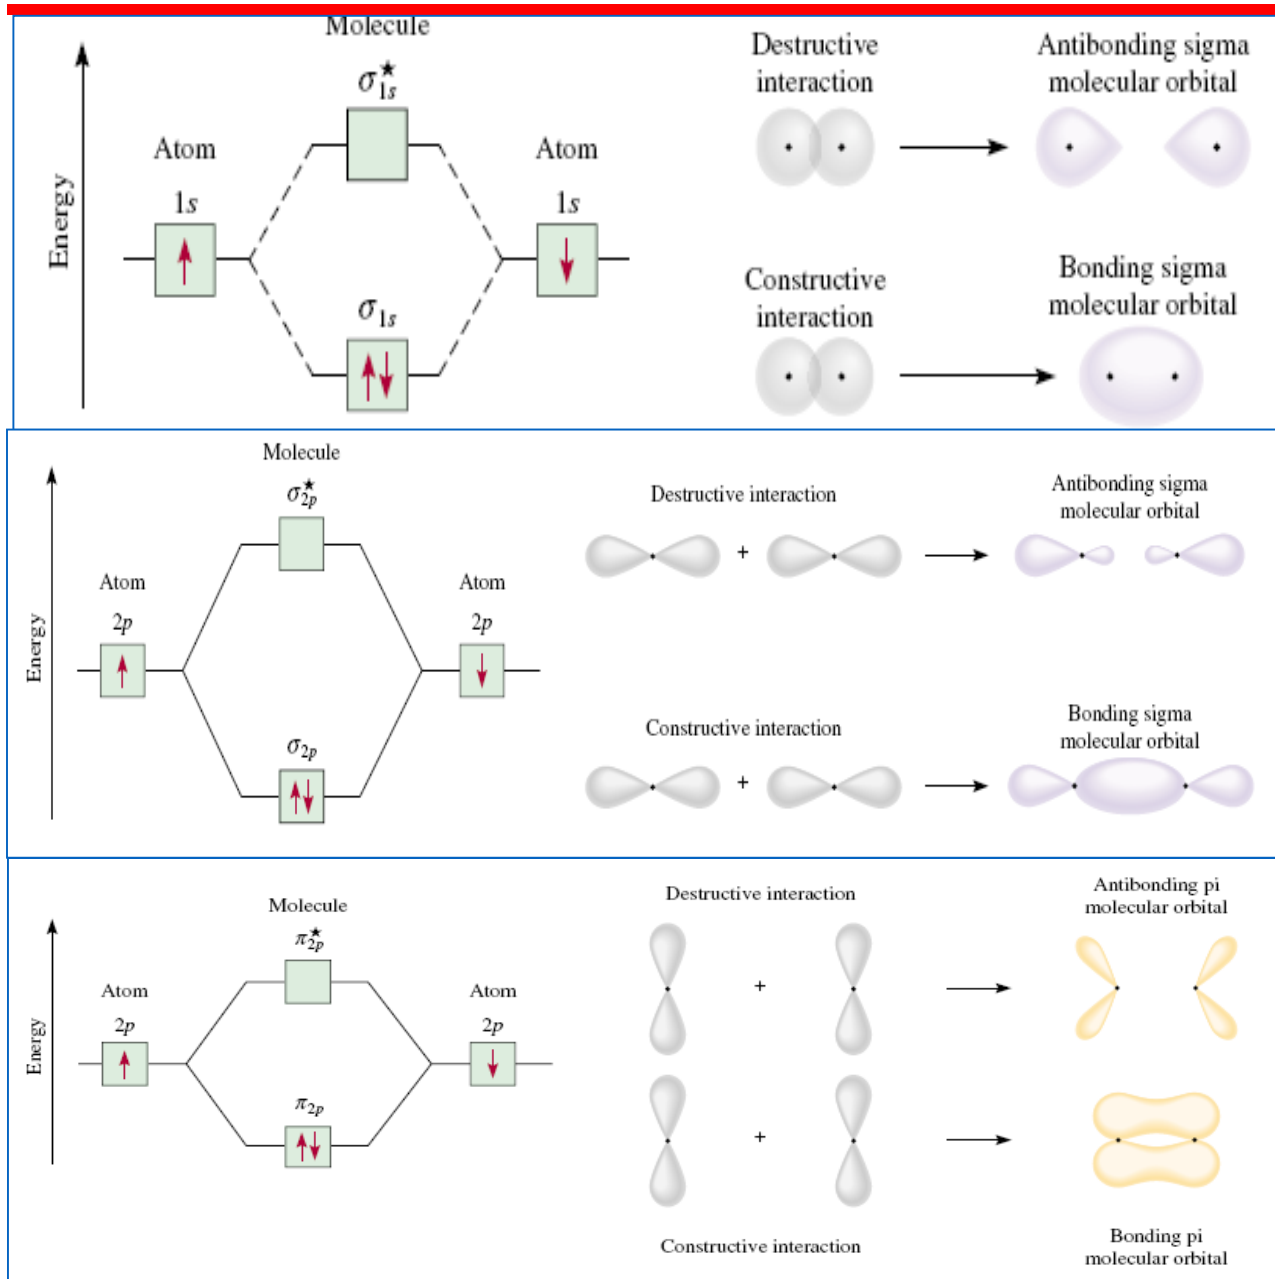 Molecule
σ1s★
Atom
Atom
1s
1s
Energy
σ1s
Destructive
interaction
Antibonding sigma
molecular orbital
Constructive
interaction
Bonding sigma
molecular orbital
Molecule
σ2p★
Atom
Atom
2p
2p
Energy
σ2p
Destructive interaction
+
Antibonding sigma
molecular orbital
Constructive interaction
+
Bonding sigma
molecular orbital
Molecule
π2p★
Atom
Atom
2p
2p
Energy
π2p
Destructive interaction
+
Antibonding pi
molecular orbital
+
Constructive interaction
Bonding pi
molecular orbital